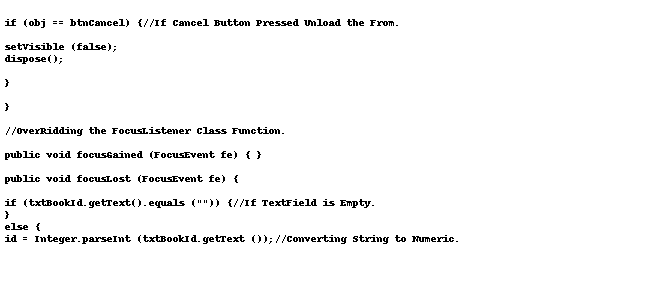 if (obj == btnCancel) {//If Cancel Button Pressed Unload the From.
setVisible (false);
dispose();
}
}
//OverRidding the FocusListener Class Function.
public void focusGained (FocusEvent fe) { }
public void focusLost (FocusEvent fe) {
if (txtBookId.getText().equals ("")) {//If TextField is Empty.
}
else {
id = Integer.parseInt (txtBookId.getText ());//Converting String to Numeric.